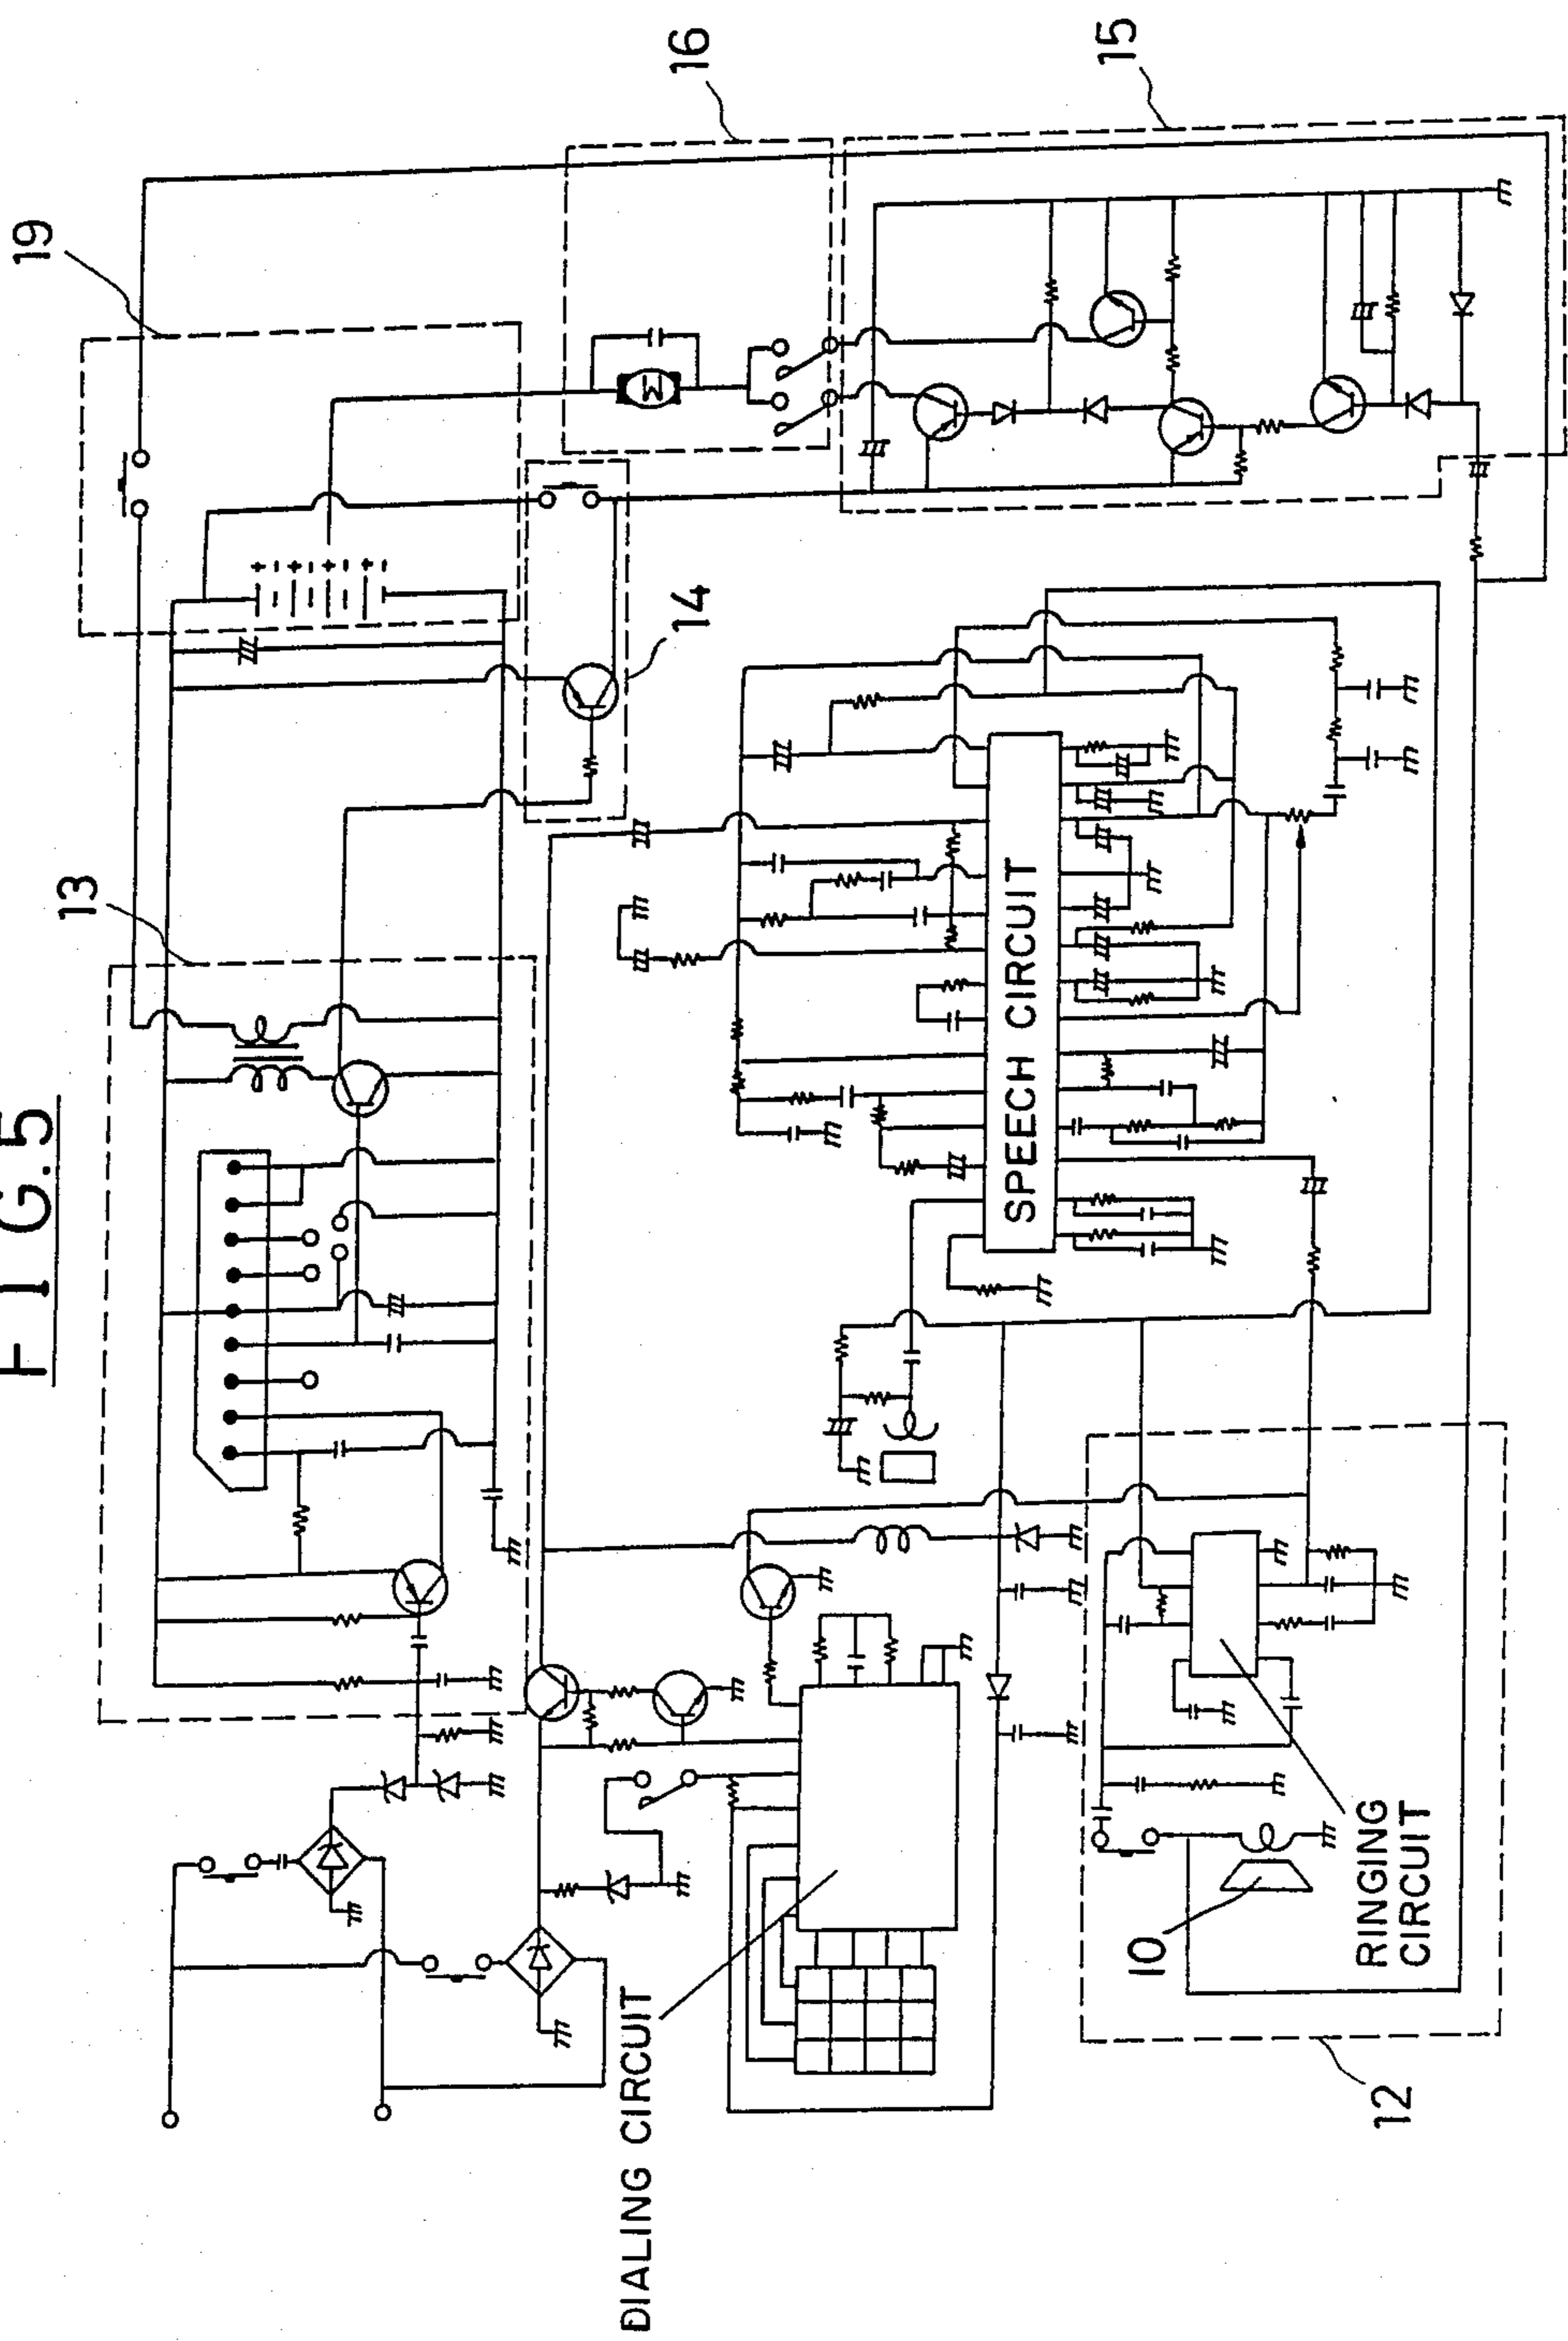 FIG.5
19
16
15
13
14
M
SPEECH CIRCUIT
DIALING CIRCUIT
10
RINGING
CIRCUIT
12